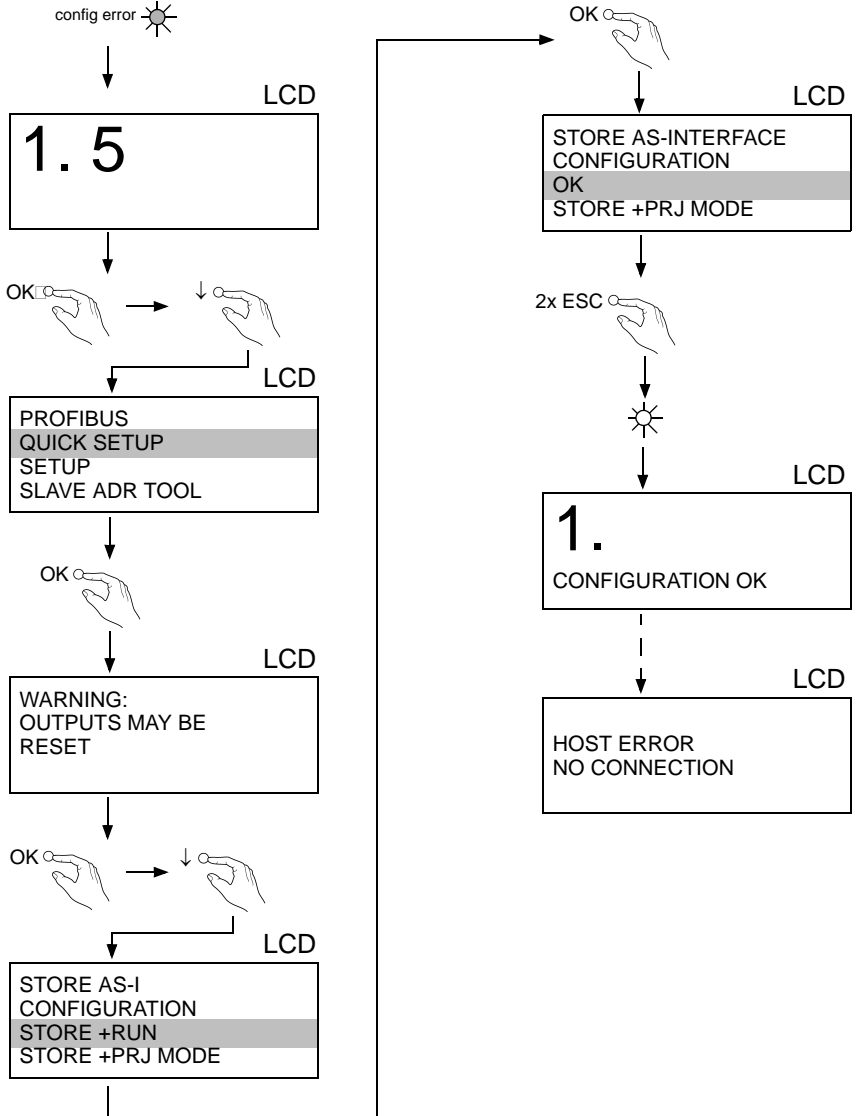 config error
LCD
1. 5
OK
↓
LCD
PROFIBUS
QUICK SETUP
SETUP
SLAVE ADR TOOL
OK
LCD
WARNING:
OUTPUTS MAY BE
RESET
OK
↓
LCD
STORE AS-I
CONFIGURATION
STORE +RUN
STORE +PRJ MODE
OK
LCD
STORE AS-INTERFACE
CONFIGURATION
OK
STORE +PRJ MODE
2x ESC
LCD
1.
CONFIGURATION OK
LCD
HOST ERROR
NO CONNECTION